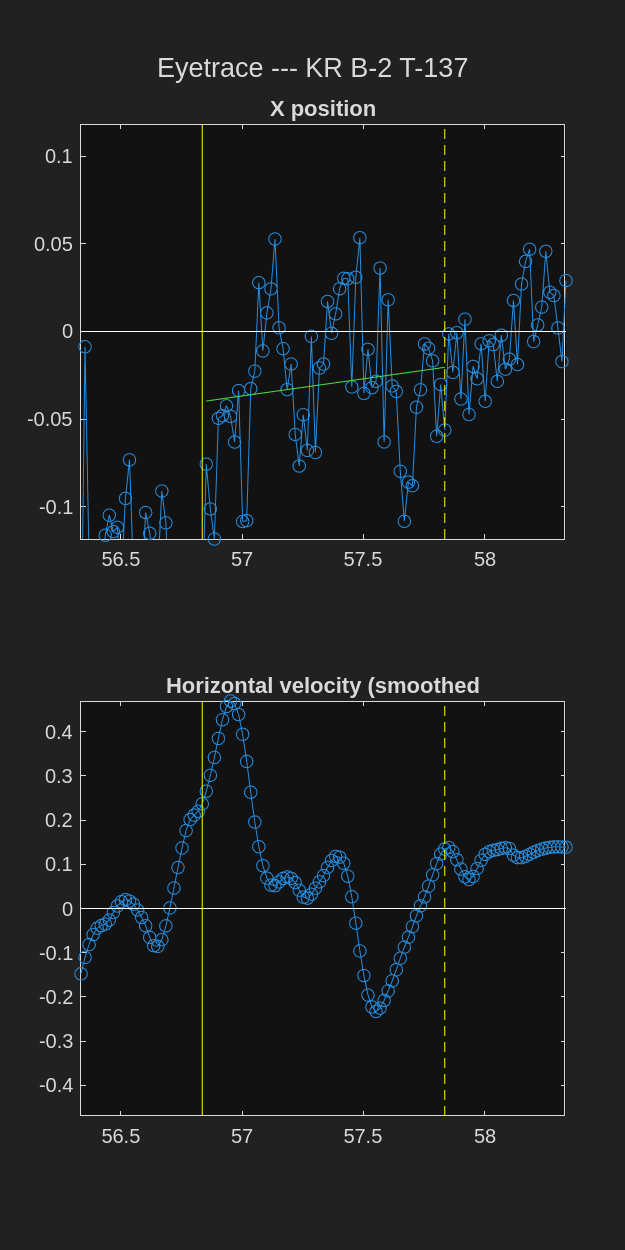 Eyetrace --- KR B-2 T-137
X position
0.1
0.05
0
-0.05
-0.1
56.5 57 57.5 58
Horizontal velocity (smoothed
0.4
0.3
0.2
0.1
0
-0.1
-0.2
-0.3
-0.4
56.5 57 57.5 58